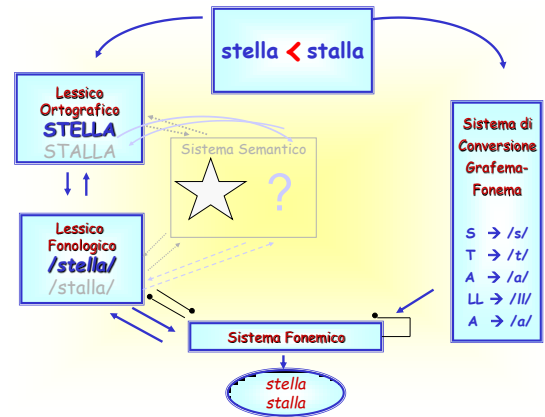 stella < stalla
Lessico
Ortografico
STELLA
STALLA
Sistema Semantico
?
Lessico
Fonologico
/stella/
/stalla/
Sistema di
Conversione
Grafema-
Fonema
S → /s/
T → /t/
A → /a/
LL → /ll/
A → /a/
Sistema Fonemico
stella
stalla